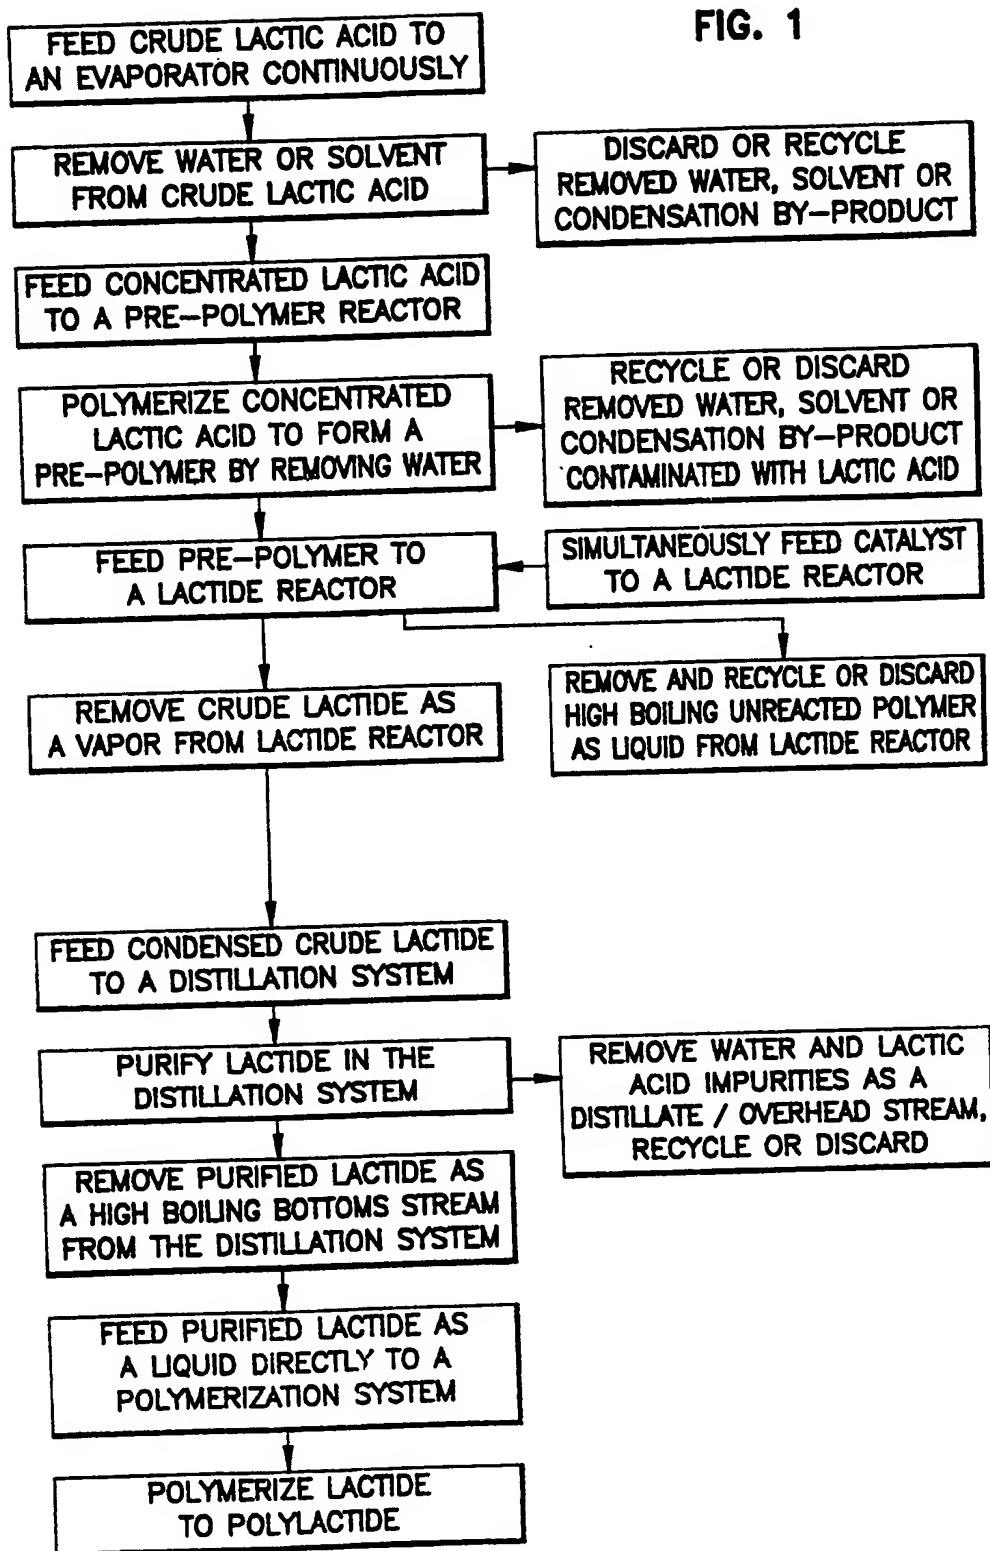 FIG. 1
FEED CRUDE LACTIC ACID TO
AN EVAPORATOR CONTINUOUSLY
REMOVE WATER OR SOLVENT
FROM CRUDE LACTIC ACID
DISCARD OR RECYCLE
REMOVED WATER, SOLVENT OR
CONDENSATION BY-PRODUCT
FEED CONCENTRATED LACTIC ACID
TO A PRE-POLYMER REACTOR
POLYMERIZE CONCENTRATED
LACTIC ACID TO FORM A
PRE-POLYMER BY REMOVING WATER
RECYCLE OR DISCARD
REMOVED WATER, SOLVENT OR
CONDENSATION BY-PRODUCT
CONTAMINATED WITH LACTIC ACID
FEED PRE-POLYMER TO
A LACTIDE REACTOR
SIMULTANEOUSLY FEED CATALYST
TO A LACTIDE REACTOR
REMOVE CRUDE LACTIDE AS
A VAPOR FROM LACTIDE REACTOR
REMOVE AND RECYCLE OR DISCARD
HIGH BOILING UNREACTED POLYMER
AS LIQUID FROM LACTIDE REACTOR
FEED CONDENSED CRUDE LACTIDE
TO A DISTILLATION SYSTEM
PURIFY LACTIDE IN THE
DISTILLATION SYSTEM
REMOVE WATER AND LACTIC
ACID IMPURITIES AS A
DISTILLATE / OVERHEAD STREAM,
RECYCLE OR DISCARD
REMOVE PURIFIED LACTIDE AS
A HIGH BOILING BOTTOMS STREAM
FROM THE DISTILLATION SYSTEM
FEED PURIFIED LACTIDE AS
A LIQUID DIRECTLY TO A
POLYMERIZATION SYSTEM
POLYMERIZE LACTIDE
TO POLYLACTIDE